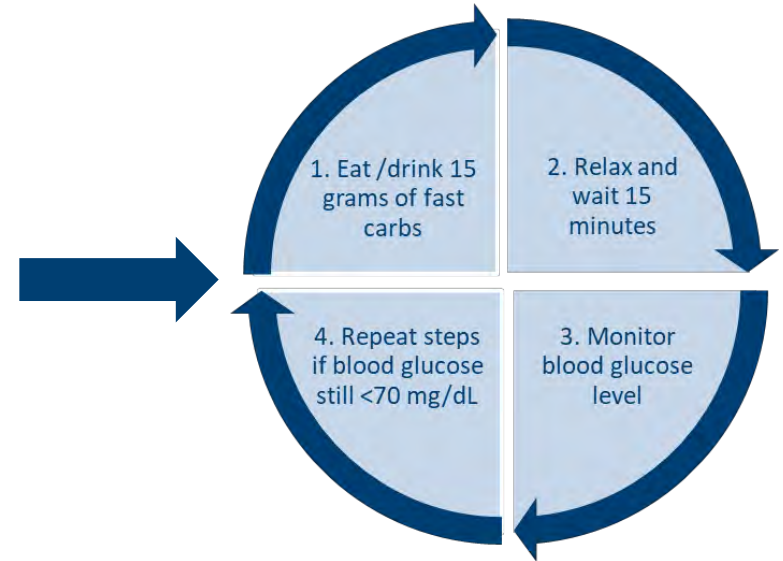 1. Eat /drink 15
grams of fast
carbs
2. Relax and
wait 15
minutes
3. Monitor
blood glucose
level
4. Repeat steps
if blood glucose
still <70 mg/dL